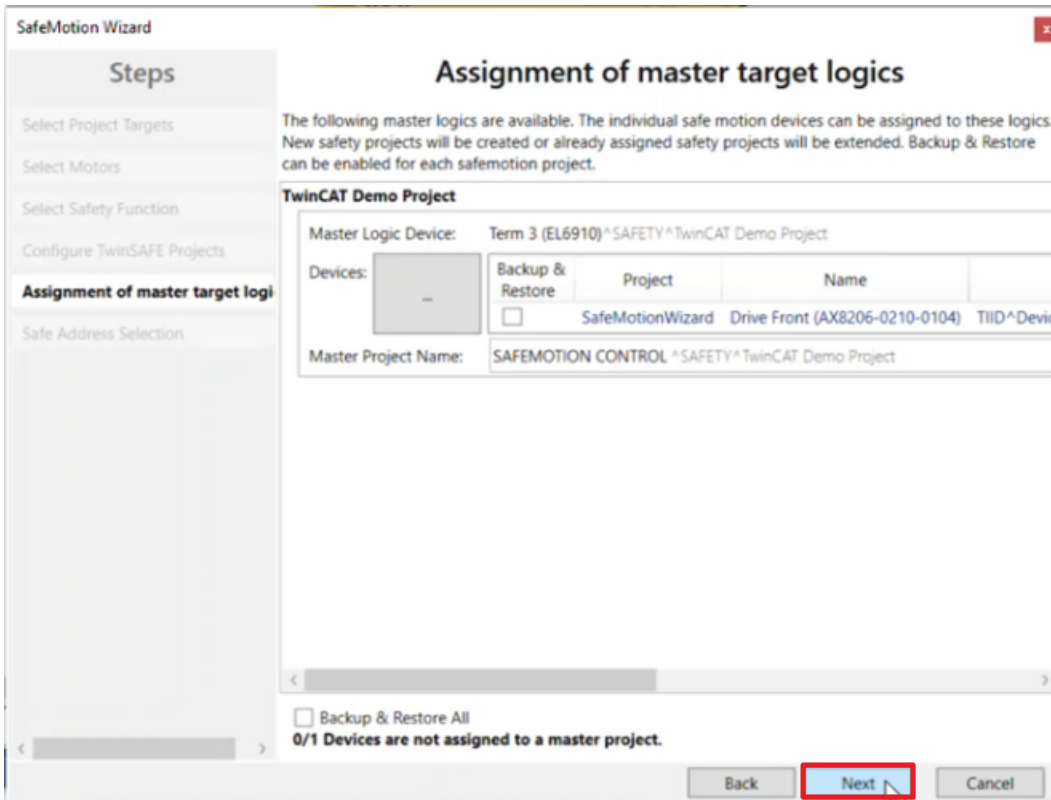 SafeMotion Wizard
x
Steps
Select Project Targets
Select Motors
Select Safety Function
Configure TwinSAFE Projects
Assignment of master target logi
Safe Address Selection
Assignment of master target logics
The following master logics are available. The individual safe motion devices can be assigned to these logics.
New safety projects will be created or already assigned safety projects will be extended. Backup & Restore
can be enabled for each safemotion project.
TwinCAT Demo Project
Master Logic Device: Term 3 (EL6910)^SAFETY^TwinCAT Demo Project
Devices:
...
Backup &
Restore
Project
Name
SafeMotionWizard Drive Front (AX8206-0210-0104) TIID^Devic
Master Project Name: SAFEMOTION CONTROL ^SAFETY^TwinCAT Demo Project
Backup & Restore All
0/1 Devices are not assigned to a master project.
Back Next Cancel